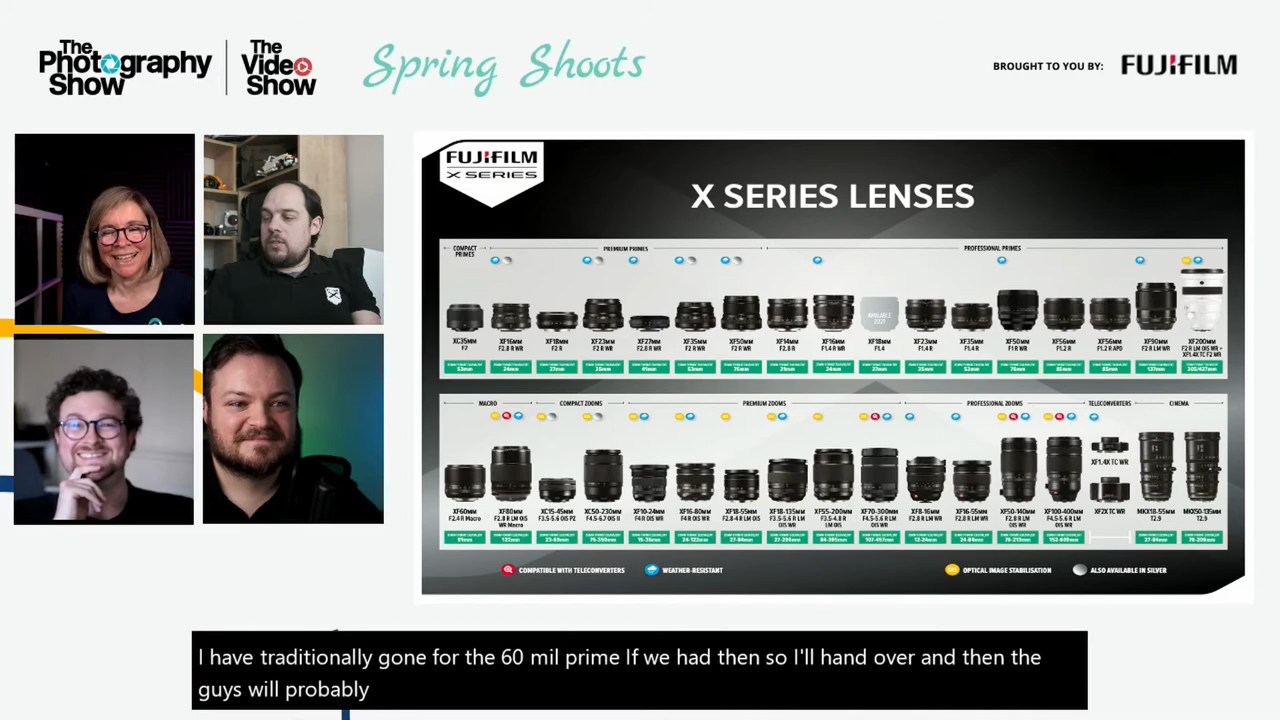 The Photography Show
The Video Show
Spring Shoots
BROUGHT TO YOU BY: FUJIFILM
FUJIFILM
X SERIES
X SERIES LENSES
COMPACT PRIMES
PREMIUM PRIMES
PROFESSIONAL PRIMES
AVAILABLE 2021
XC35MM F2
XF16MM F2.8 R WR
XF18MM F2 R
XF23MM F2 R WR
XF27MM F2.8 R WR
XF35MM F2 R WR
XF50MM F2 R WR
XF14MM F2.8 R
XF16MM F1.4 R WR
XF18MM F1.4
XF23MM F1.4 R
XF35MM F1.4 R
XF50MM F1 R WR
XF56MM F1.2 R
XF56MM F1.2 R APD
XF90MM F2 R LM WR
XF200MM F2 R LM OIS WR + XF1.4X TC F2 WR
MACRO
COMPACT ZOOMS
PREMIUM ZOOMS
PROFESSIONAL ZOOMS
TELECONVERTERS
CINEMA
XF60MM F2.4 R Macro
XF80MM F2.8 R LM OIS WR Macro
XC15-45MM F3.5-5.6 OIS PZ
XC50-230MM F4.5-6.7 OIS II
XF10-24MM F4 R OIS WR
XF16-80MM F4 R OIS WR
XF18-55MM F2.8-4 R LM OIS
XF18-135MM F3.5-5.6 R LM OIS WR
XF55-200MM F3.5-4.8 R LM OIS
XF70-300MM F4.5-5.6 R LM OIS WR
XF8-16MM F2.8 R LM WR
XF16-55MM F2.8 R LM WR
XF50-140MM F2.8 R LM OIS WR
XF100-400MM F4.5-5.6 R LM OIS WR
XF1.4X TC WR
XF2X TC WR
MKX18-55MM T2.9
MKX50-135MM T2.9
COMPATIBLE WITH TELECONVERTERS
WEATHER-RESISTANT
OPTICAL IMAGE STABILISATION
ALSO AVAILABLE IN SILVER
I have traditionally gone for the 60 mil prime If we had then so I'll hand over and then the
guys will probably